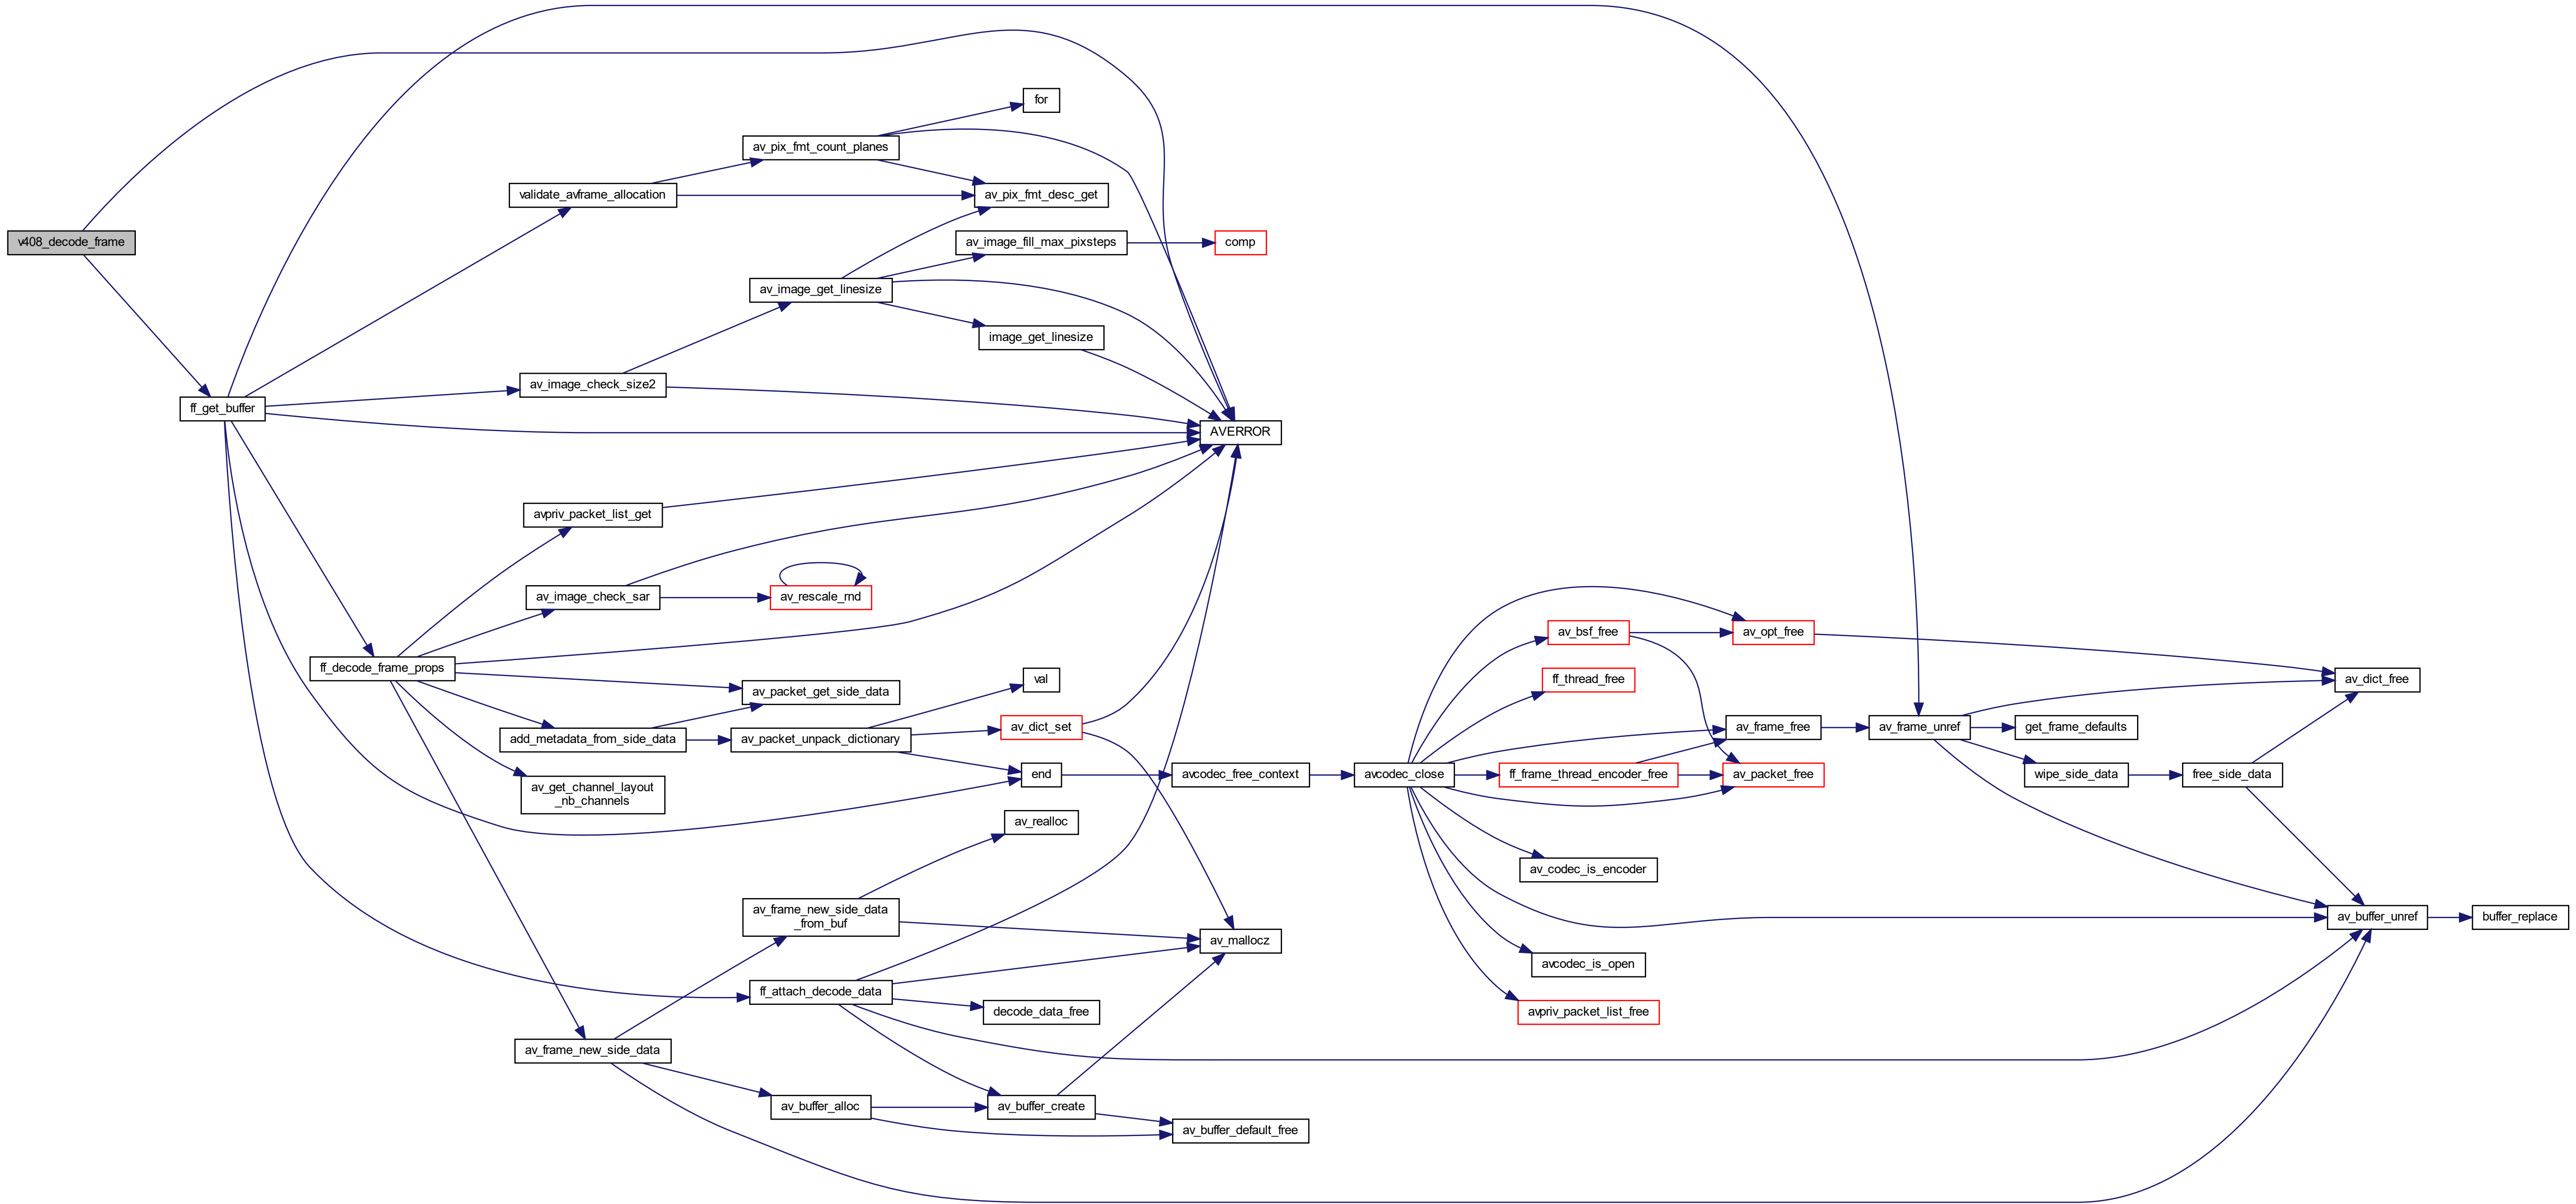 v408_decode_frame
ff_get_buffer
validate_avframe_allocation
av_pix_fmt_count_planes
for
av_pix_fmt_desc_get
av_image_fill_max_pixsteps
comp
av_image_get_linesize
image_get_linesize
av_image_check_size2
AVERROR
avpriv_packet_list_get
av_image_check_sar
av_rescale_rnd
ff_decode_frame_props
av_packet_get_side_data
val
add_metadata_from_side_data
av_packet_unpack_dictionary
av_dict_set
end
av_get_channel_layout
_nb_channels
avcodec_free_context
avcodec_close
av_bsf_free
av_opt_free
ff_thread_free
av_frame_free
ff_frame_thread_encoder_free
av_packet_free
av_codec_is_encoder
avcodec_is_open
avpriv_packet_list_free
av_frame_unref
av_dict_free
get_frame_defaults
wipe_side_data
free_side_data
av_buffer_unref
buffer_replace
av_realloc
av_frame_new_side_data
_from_buf
av_mallocz
ff_attach_decode_data
decode_data_free
av_frame_new_side_data
av_buffer_alloc
av_buffer_create
av_buffer_default_free